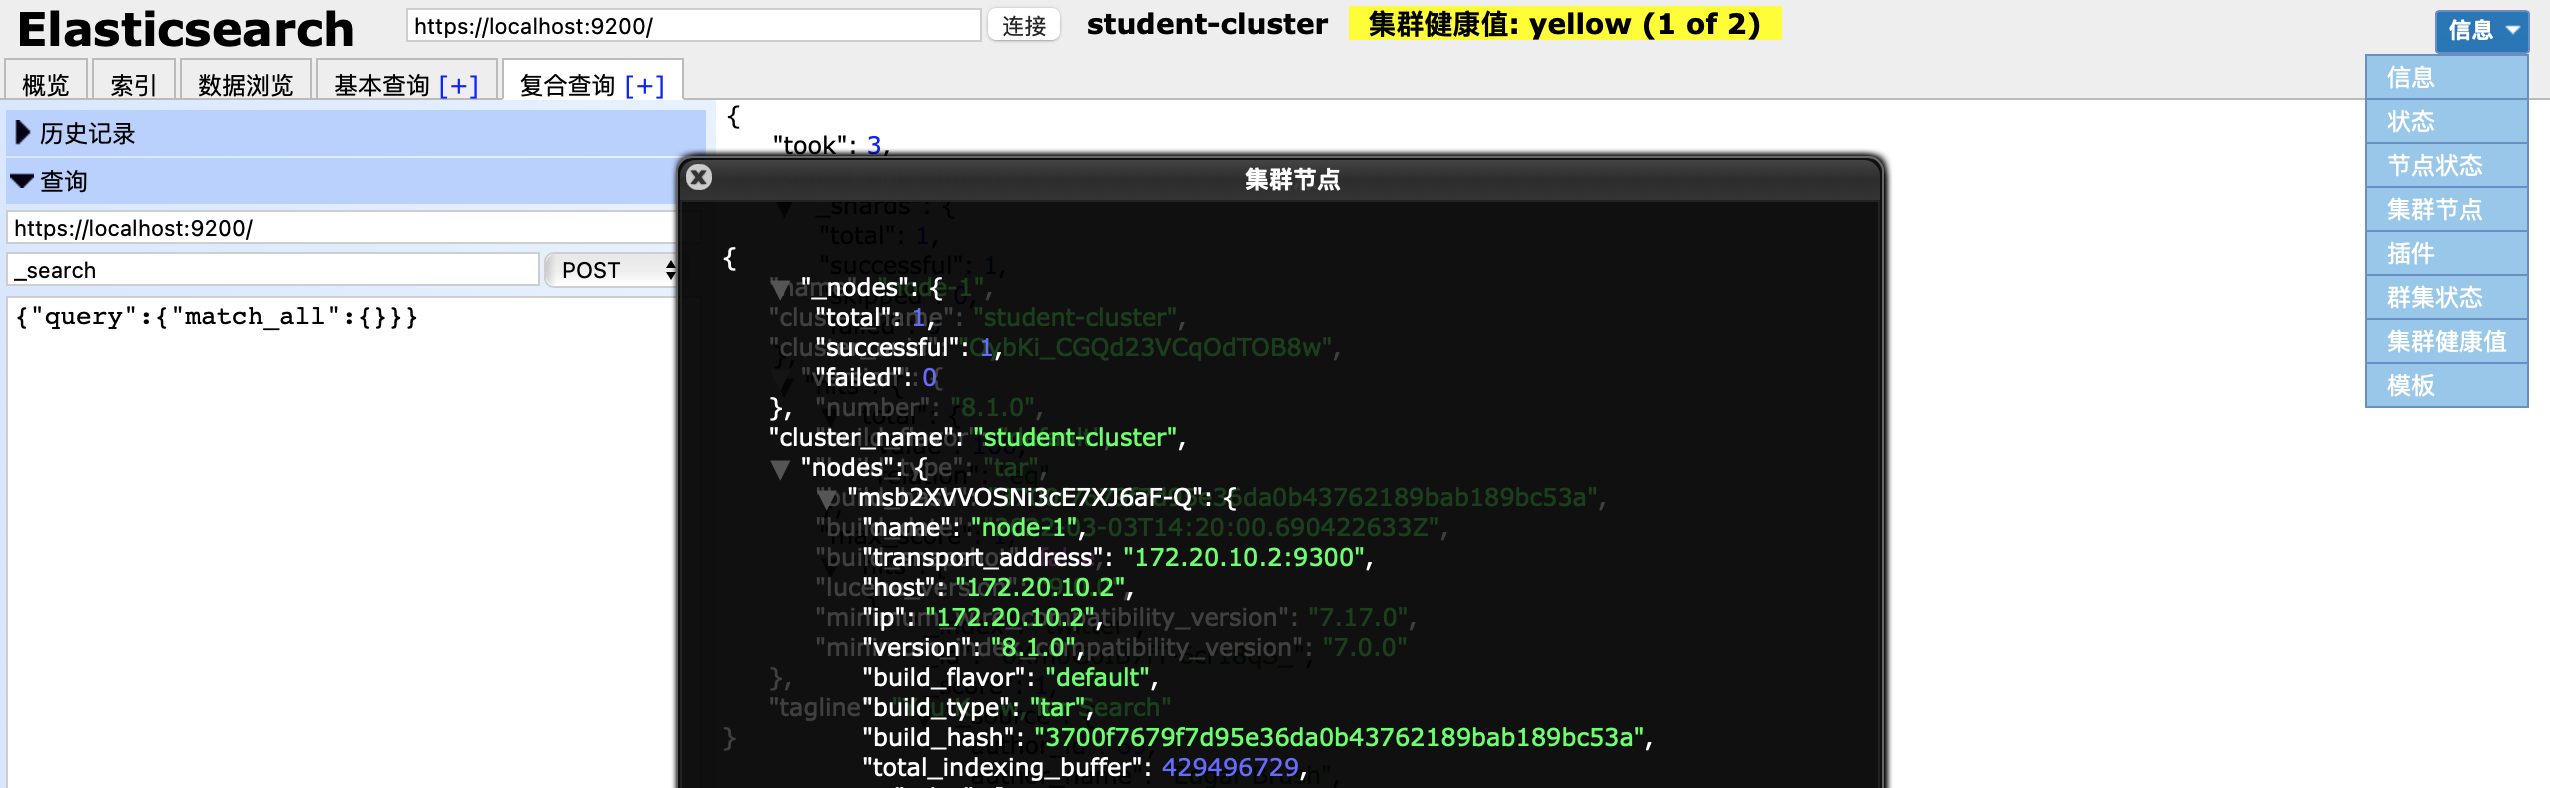 Elasticsearch
https://localhost:9200/
连接
student-cluster
集群健康值: yellow (1 of 2)
信息
概览
索引
数据浏览
基本查询 [+]
复合查询 [+]
信息
状态
节点状态
集群节点
插件
群集状态
集群健康值
模板
历史记录
查询
https://localhost:9200/
_search
POST
{"query":{"match_all":{}}}
{
"took": 3,
集群节点
{
"_nodes": {
"total": 1,
"successful": 1,
"failed": 0
},
"cluster_name": "student-cluster",
"nodes": {
"msb2XVVOSNi3cE7XJ6aF-Q": {
"name": "node-1",
"transport_address": "172.20.10.2:9300",
"host": "172.20.10.2",
"ip": "172.20.10.2",
"version": "8.1.0",
"build_flavor": "default",
"build_type": "tar",
"build_hash": "3700f7679f7d95e36da0b43762189bab189bc53a",
"total_indexing_buffer": 429496729,